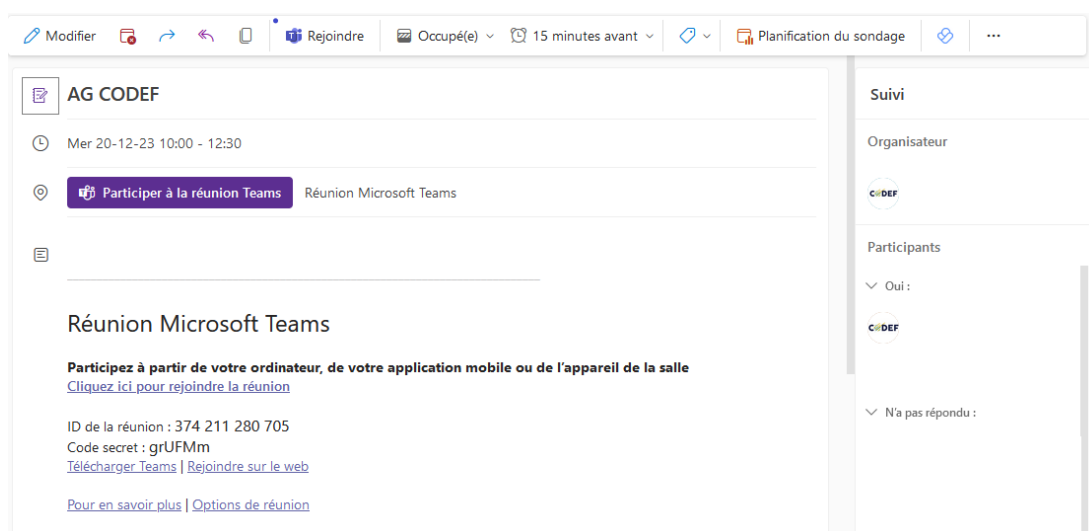 Modifier
Rejoindre
Occupé(e)
15 minutes avant
Planification du sondage
AG CODEF
Mer 20-12-23 10:00 - 12:30
Participer à la réunion Teams
Réunion Microsoft Teams
Réunion Microsoft Teams
Participez à partir de votre ordinateur, de votre application mobile ou de l'appareil de la salle
Cliquez ici pour rejoindre la réunion
ID de la réunion : 374 211 280 705
Code secret : grUFMm
Télécharger Teams | Rejoindre sur le web
Pour en savoir plus | Options de réunion
Suivi
Organisateur
CODEF
Participants
Oui :
CODEF
N'a pas répondu :